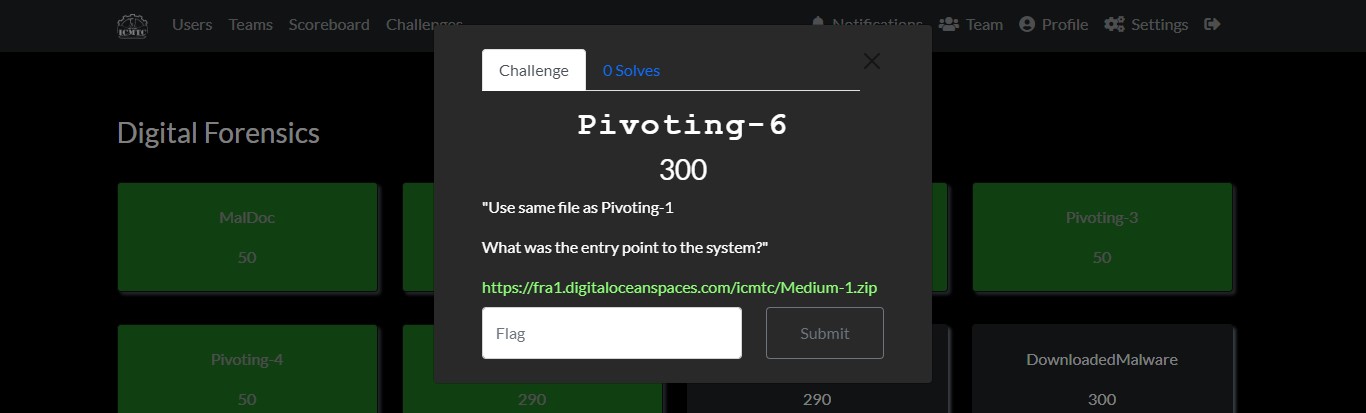 ICMTC
Users Teams Scoreboard Challenges Notifications Team Profile Settings
Challenge 0 Solves
Pivoting-6
300
Digital Forensics
"Use same file as Pivoting-1
What was the entry point to the system?"
https://fra1.digitaloceanspaces.com/icmtc/Medium-1.zip
Flag Submit
MalDoc Pivoting-3
50 50
Pivoting-4 DownloadedMalware
50 290 290 300